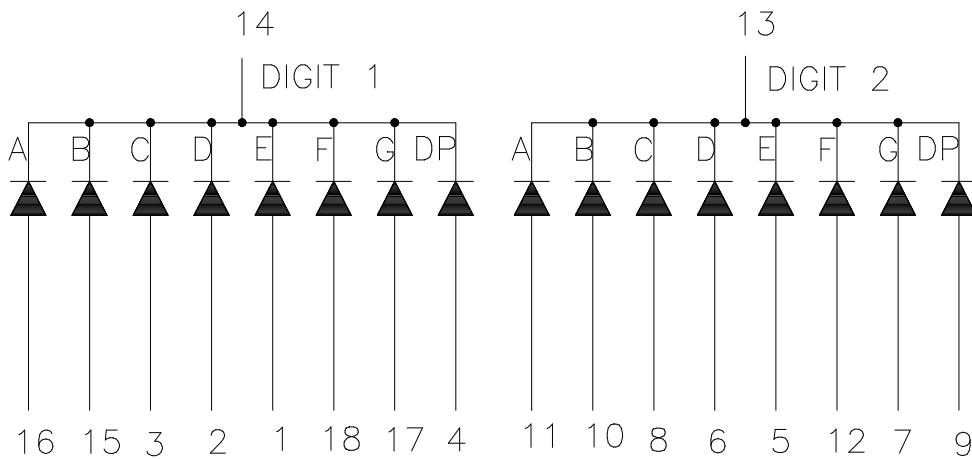 14 13
DIGIT 1 DIGIT 2
A B C D E F G DP A B C D E F G DP
16 15 3 2 1 18 17 4 11 10 8 6 5 12 7 9